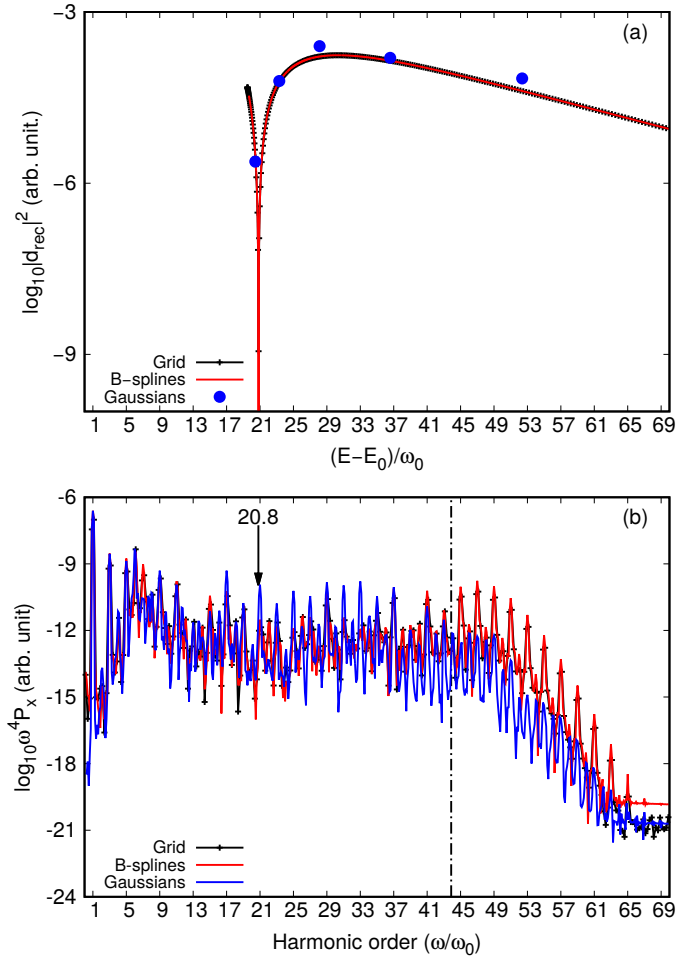 (a)
-3
-6
-9
log₁₀|d_rec|² (arb. unit.)
Grid
B-splines
Gaussians
1 5 9 13 17 21 25 29 33 37 41 45 49 53 57 61 65 69
(E-E₀)/ω₀
(b)
20.8
-6
-9
-12
-15
-18
-21
-24
log₁₀ω⁴Pₓ (arb. unit)
Grid
B-splines
Gaussians
1 5 9 13 17 21 25 29 33 37 41 45 49 53 57 61 65 69
Harmonic order (ω/ω₀)